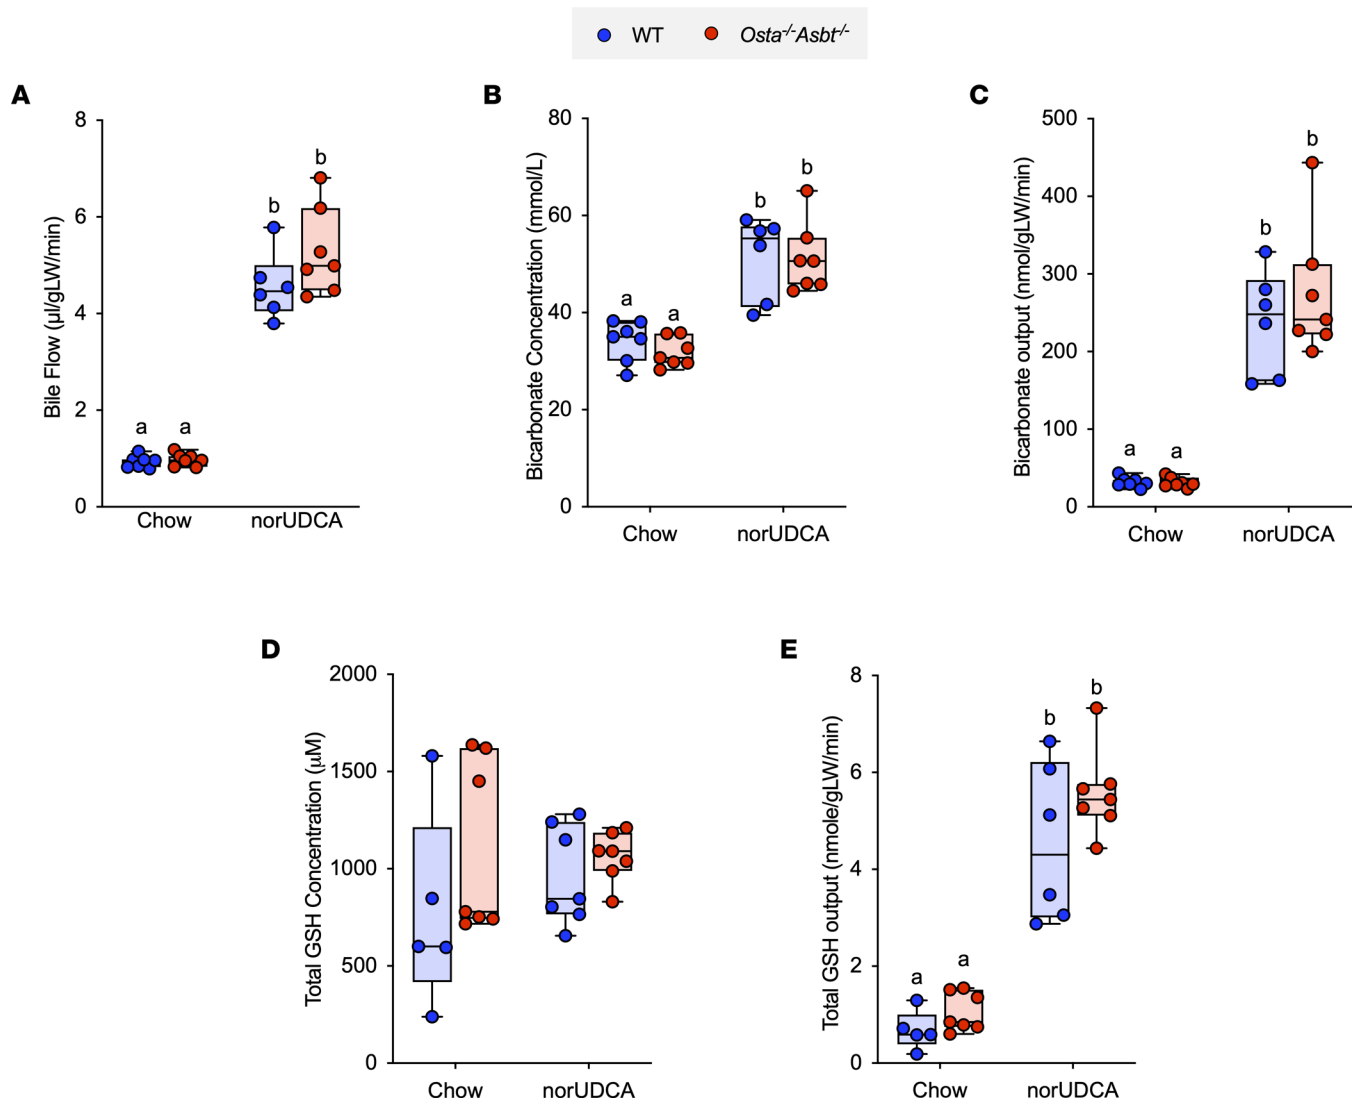 WT Osta-/-Asbt-/-
A
Bile Flow (µl/gLW/min)
8
6
4
2
0
a a b b
Chow norUDCA
B
Bicarbonate Concentration (mmol/L)
80
60
40
20
0
a a b b
Chow norUDCA
C
Bicarbonate output (nmol/gLW/min)
500
400
300
200
100
0
a a b b
Chow norUDCA
D
Total GSH Concentration (µM)
2000
1500
1000
500
0
Chow norUDCA
E
Total GSH output (nmole/gLW/min)
8
6
4
2
0
a a b b
Chow norUDCA